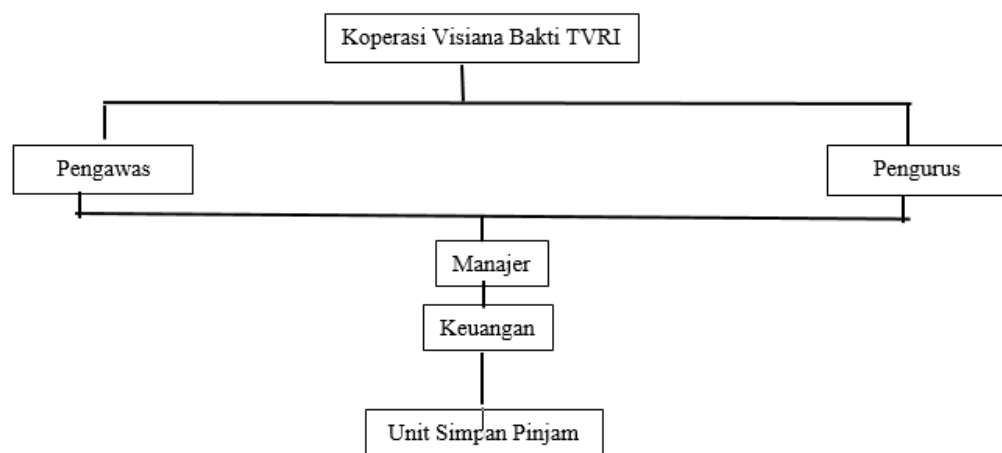 Koperasi Visiana Bakti TVRI
Pengawas
Pengurus
Manajer
Keuangan
Unit Simpan Pinjam